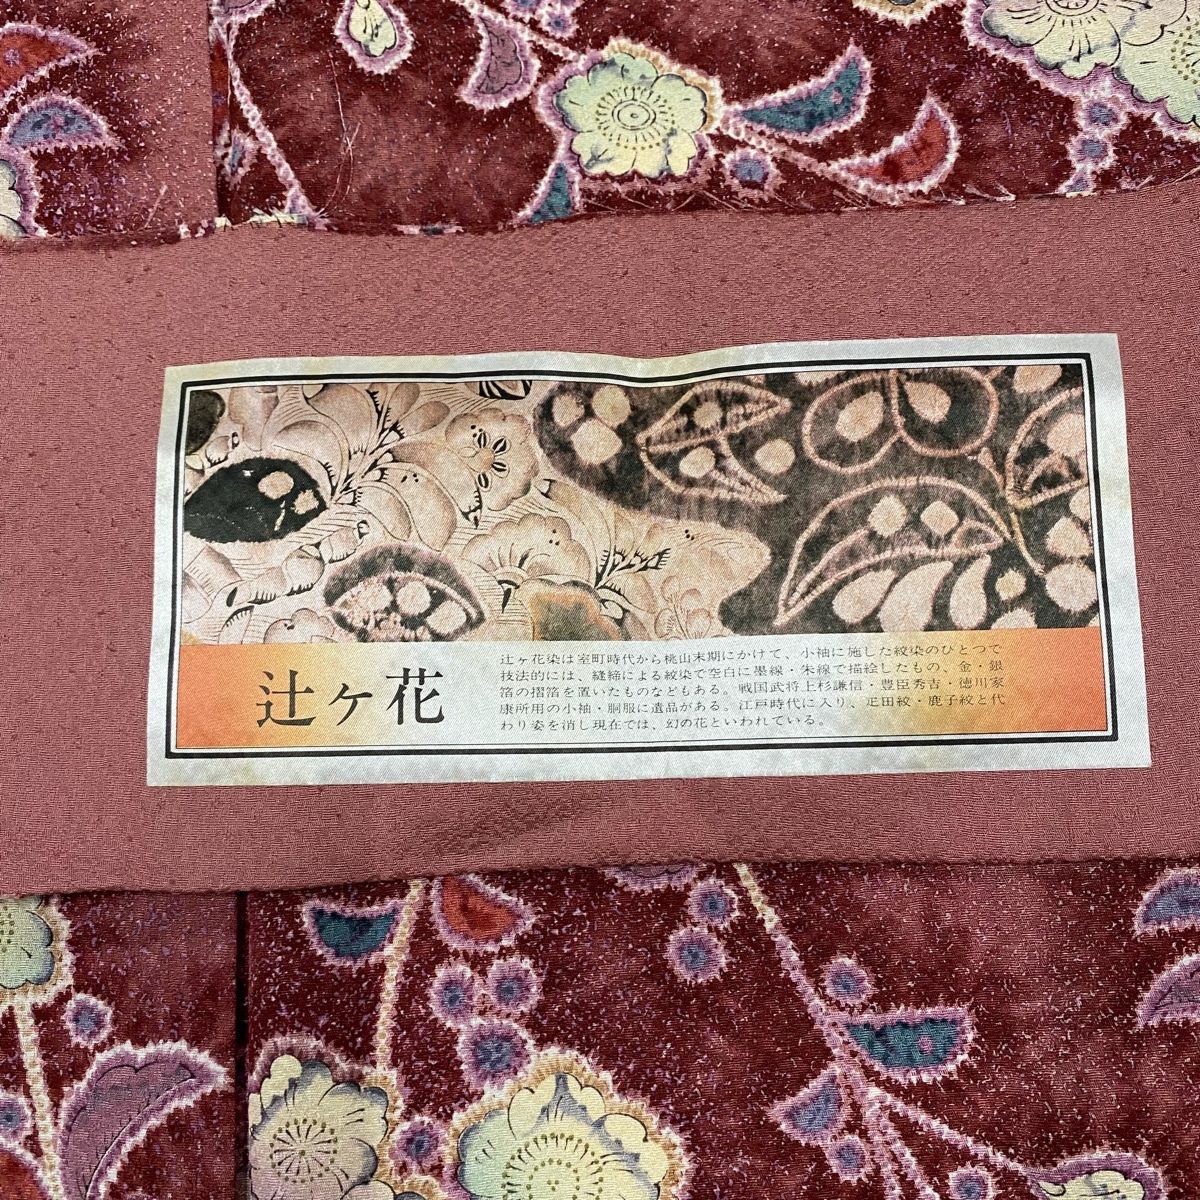 辻ヶ花
辻ヶ花染は室町時代から桃山末期にかけて、小袖に施した絞染のひとつで
技法的には、縫締による絞染で空白に墨線・朱線で描絵したもの、金・銀
箔の摺箔を置いたものなどもある。戦国武将上杉謙信・豊臣秀吉・徳川家
康所用の小袖・胴服に遺品がある。江戸時代に入り、疋田絞・鹿子絞と代
わり姿を消し現在では、幻の花といわれている。